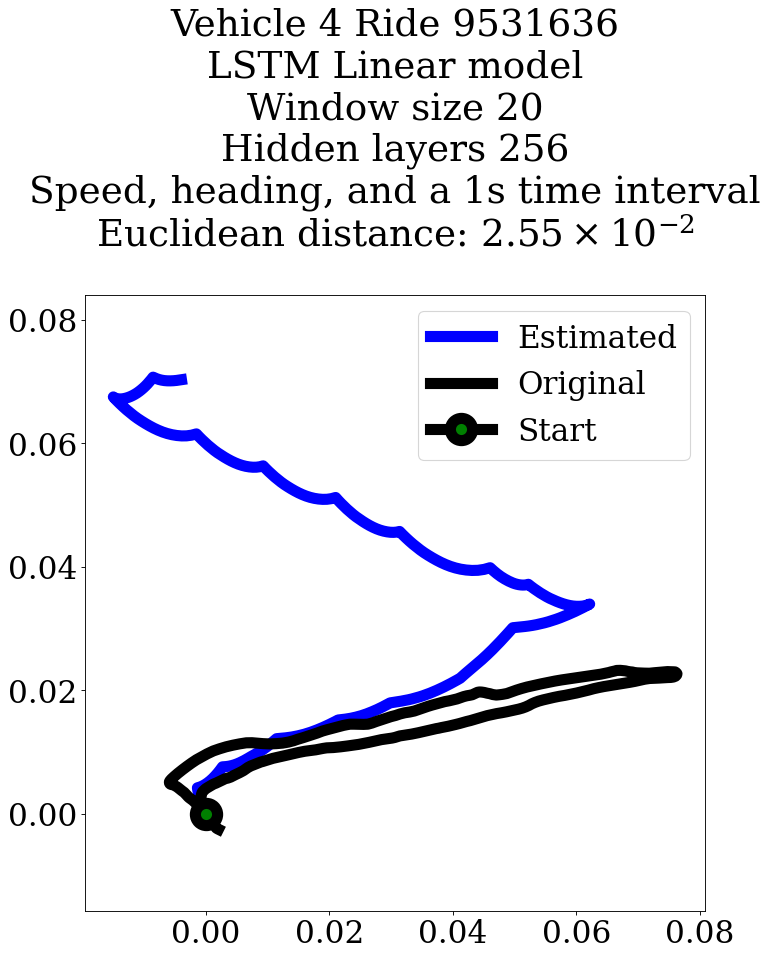 Vehicle 4 Ride 9531636
LSTM Linear model
Window size 20
Hidden layers 256
Speed, heading, and a 1s time interval
Euclidean distance: 2.55 × 10⁻²
Estimated
Original
Start
0.08
0.06
0.04
0.02
0.00
0.00 0.02 0.04 0.06 0.08